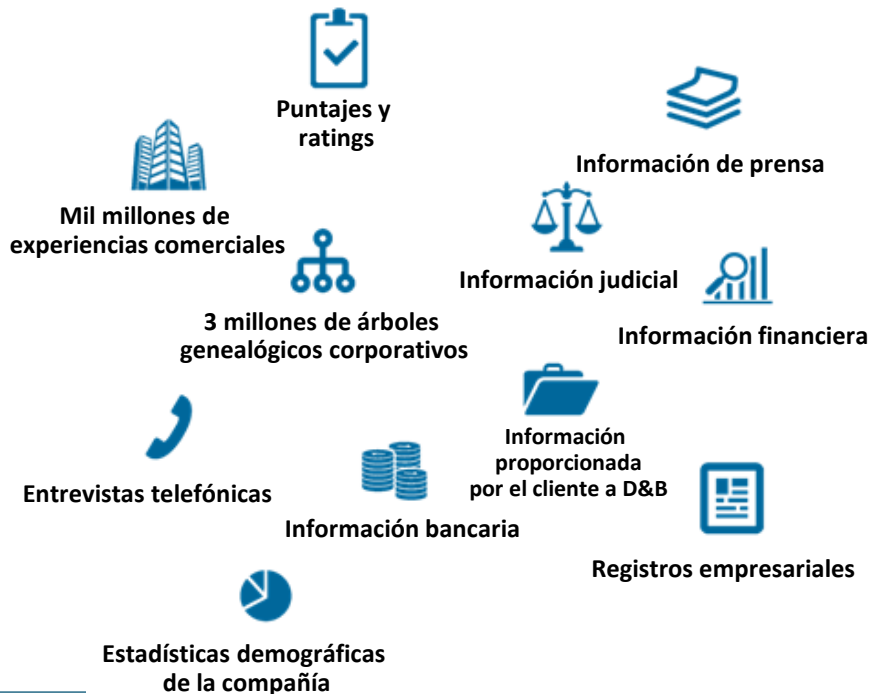 Puntajes y
ratings
Información de prensa
Mil millones de
experiencias comerciales
Información judicial
3 millones de árboles
genealógicos corporativos
Información financiera
Información
proporcionada
por el cliente a D&B
Entrevistas telefónicas
Información bancaria
Registros empresariales
Estadísticas demográficas
de la compañía